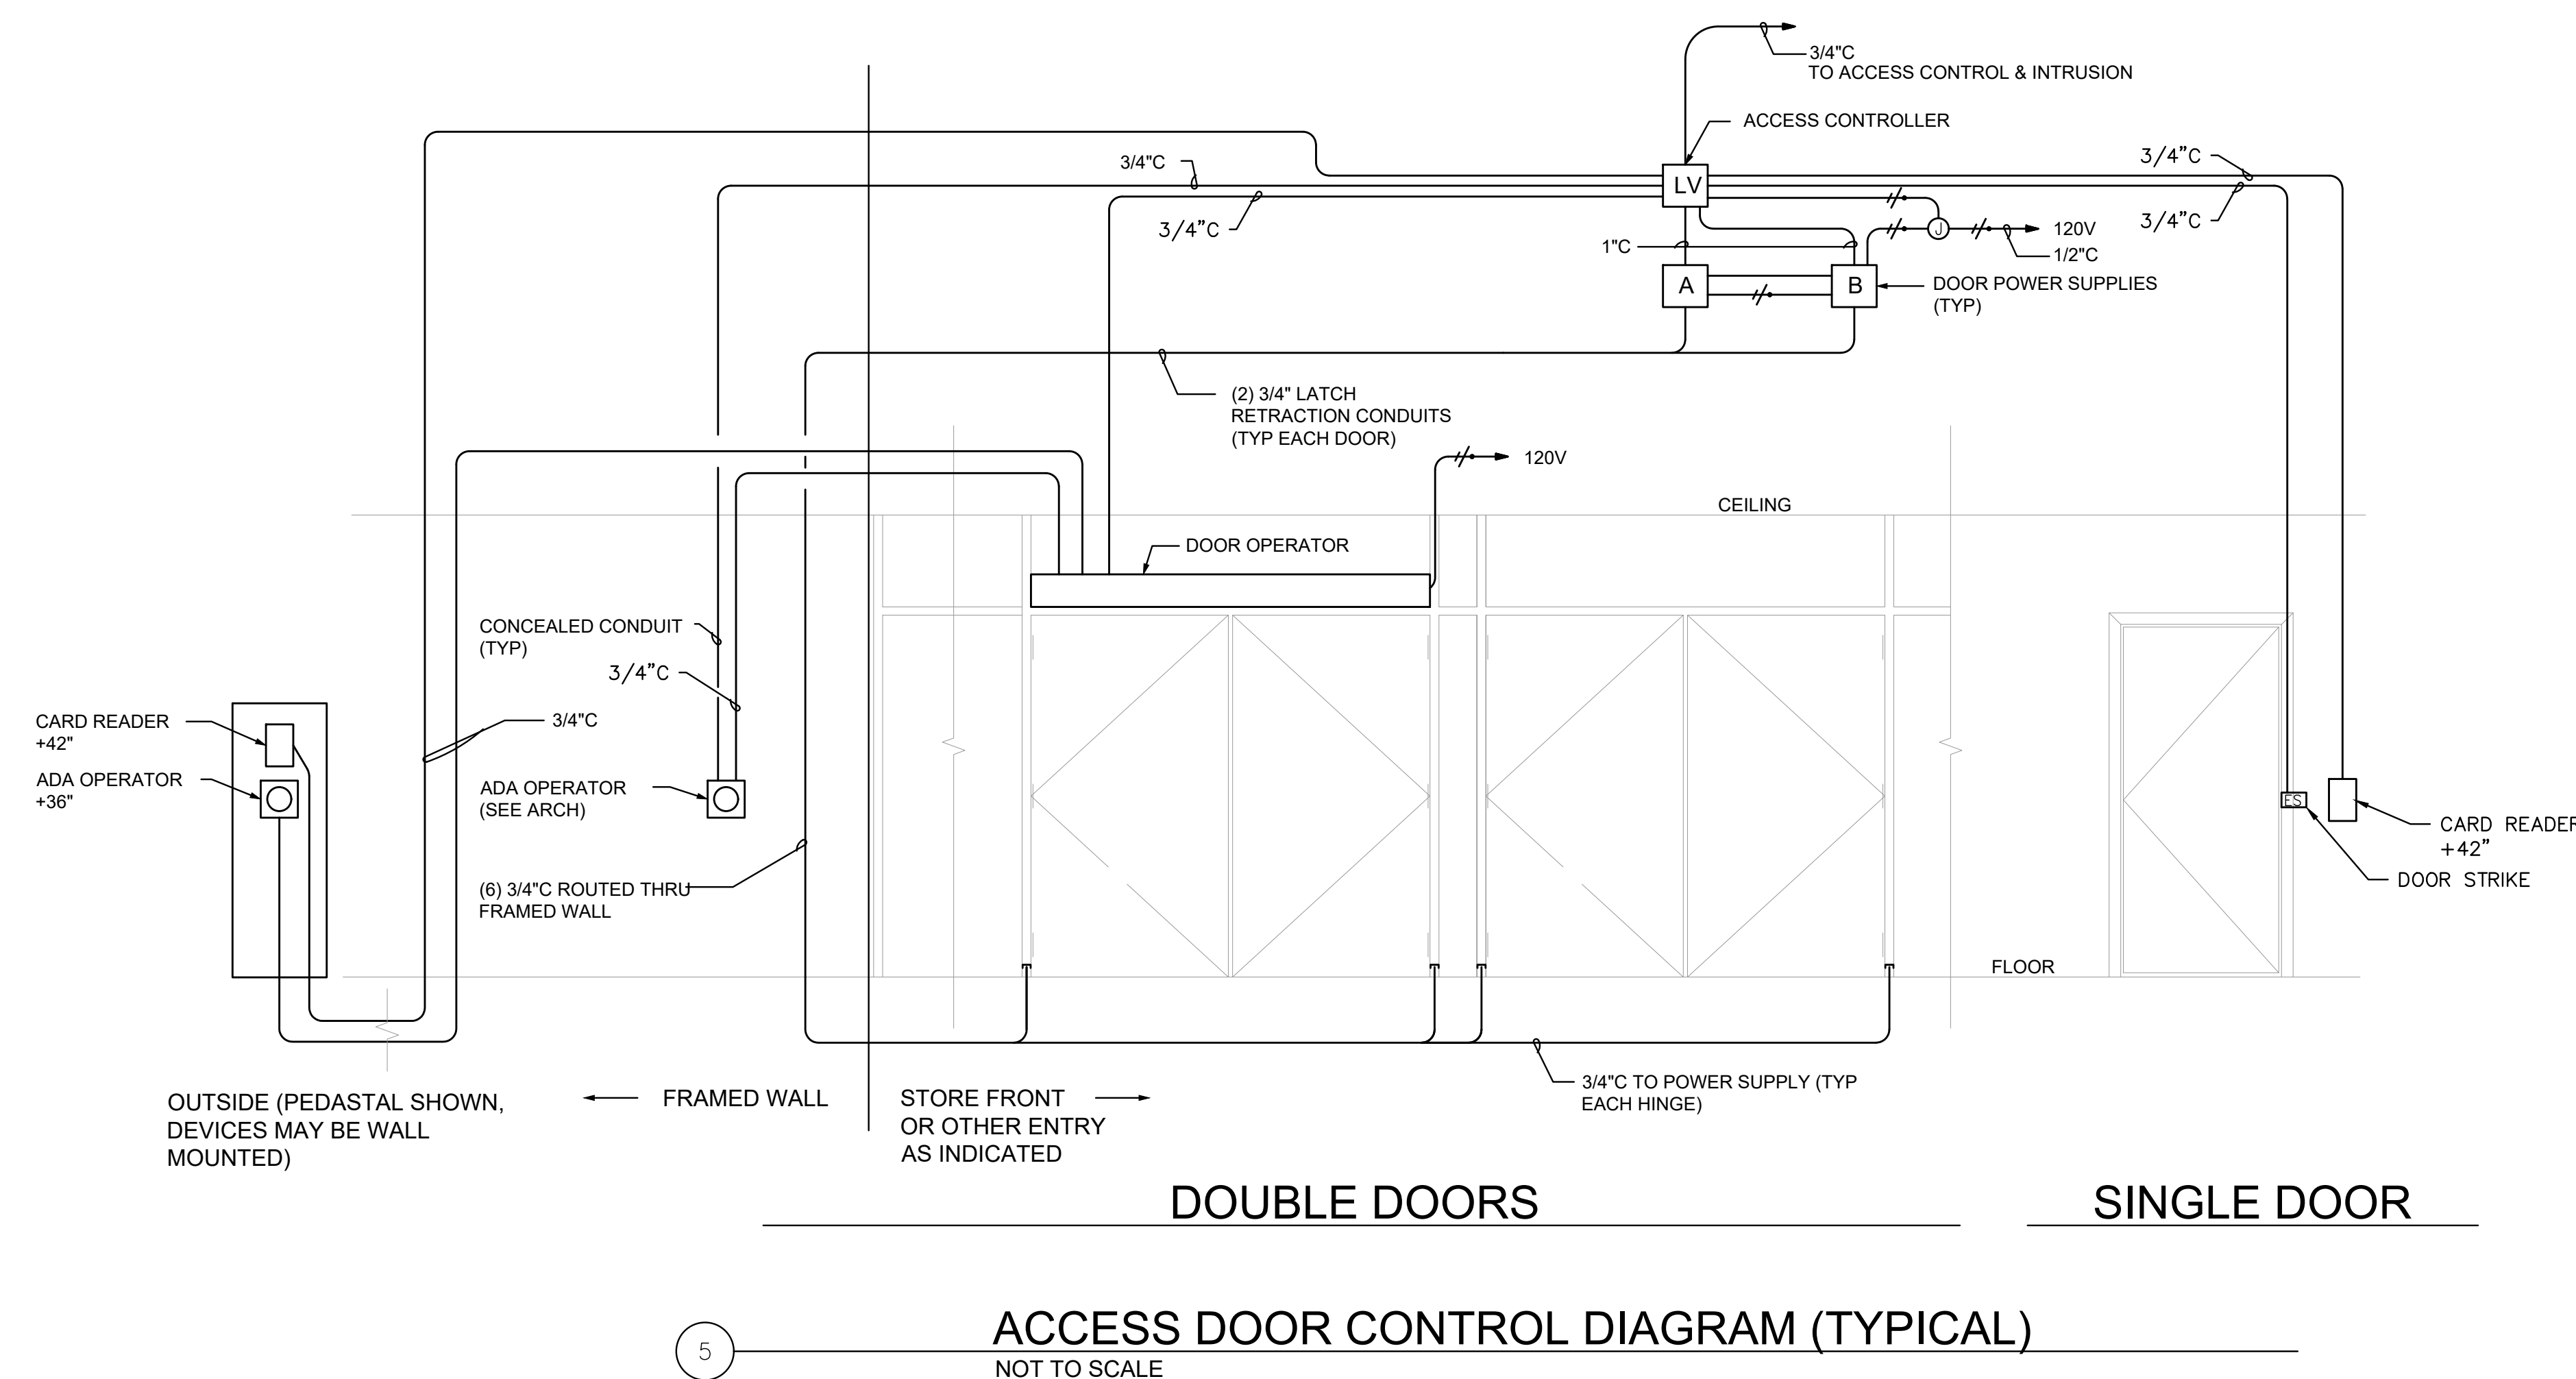 3/4"C
TO ACCESS CONTROL & INTRUSION
ACCESS CONTROLLER
3/4"C
3/4”C
3/4"C
LV
3/4”C
3/4”C
J
120V
1"C
1/2"C
A
B
DOOR POWER SUPPLIES
(TYP)
(2) 3/4" LATCH
RETRACTION CONDUITS
(TYP EACH DOOR)
120V
CEILING
DOOR OPERATOR
CONCEALED CONDUIT
(TYP)
3/4”C
CARD READER
+42"
3/4"C
ADA OPERATOR
+36"
ADA OPERATOR
(SEE ARCH)
ES
CARD READER
+42”
DOOR STRIKE
(6) 3/4"C ROUTED THRU
FRAMED WALL
FLOOR
3/4"C TO POWER SUPPLY (TYP
EACH HINGE)
OUTSIDE (PEDASTAL SHOWN,
DEVICES MAY BE WALL
MOUNTED)
FRAMED WALL
STORE FRONT
OR OTHER ENTRY
AS INDICATED
DOUBLE DOORS
SINGLE DOOR
5
ACCESS DOOR CONTROL DIAGRAM (TYPICAL)
NOT TO SCALE